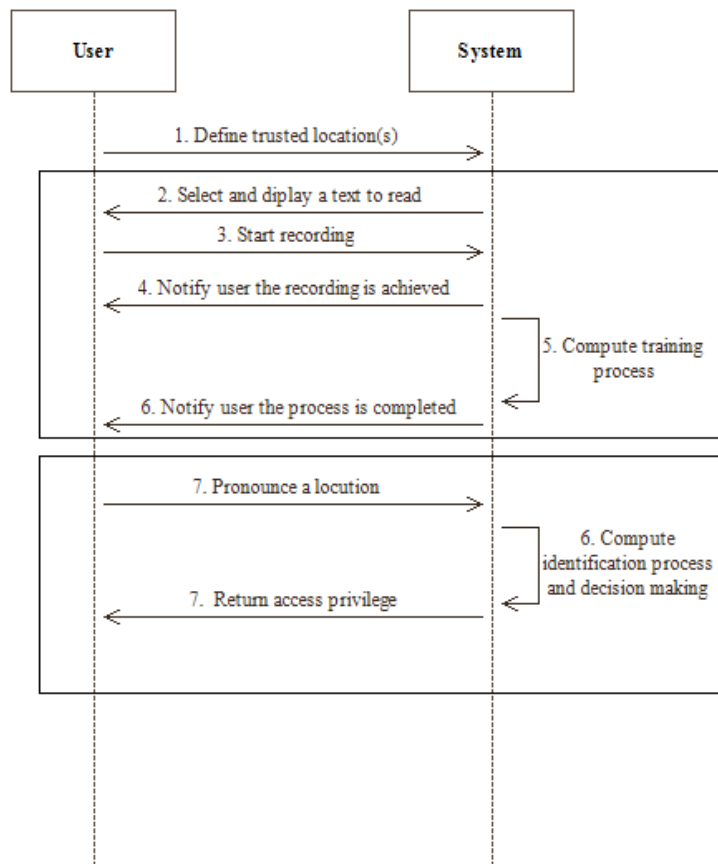 User
System
1. Define trusted location(s)
2. Select and diplay a text to read
3. Start recording
4. Notify user the recording is achieved
5. Compute training
process
6. Notify user the process is completed
7. Pronounce a locution
6. Compute
identification process
and decision making
7. Return access privilege